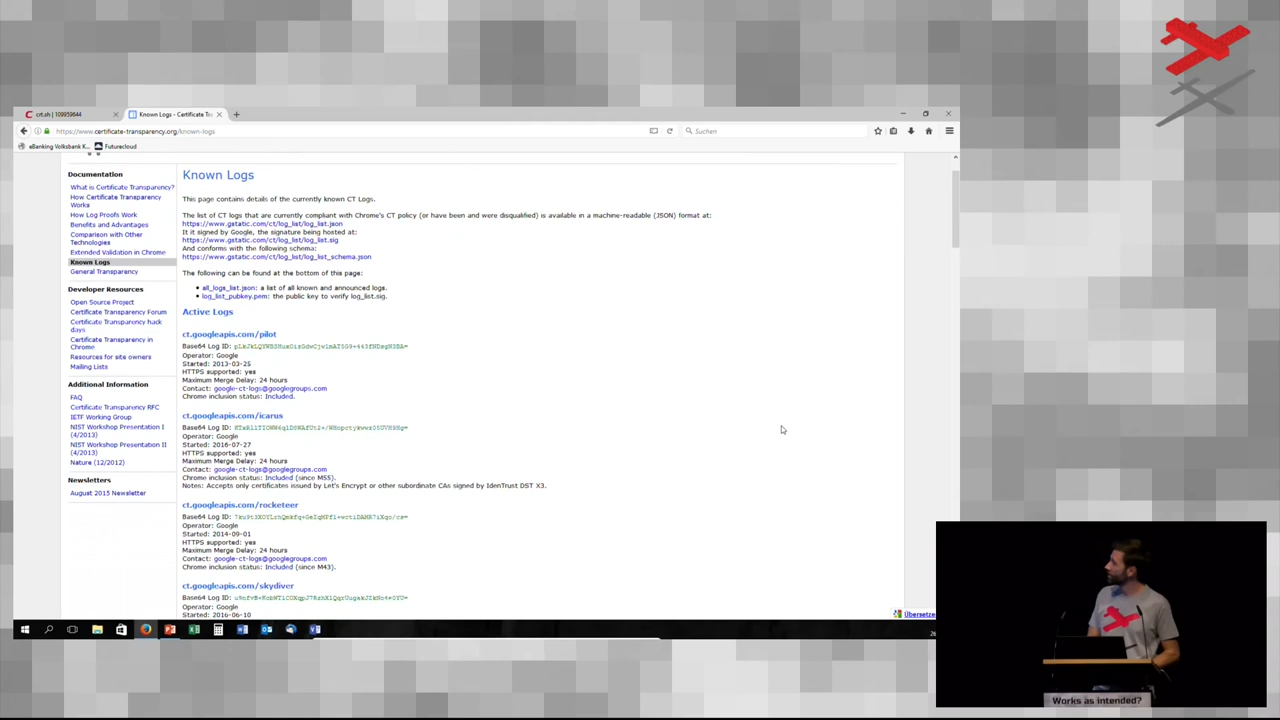 crt.sh | 109959644
Known Logs - Certificate Tra
https://www.certificate-transparency.org/known-logs
Suchen
eBanking Volksbank K...
Futurecloud
Documentation
What is Certificate Transparency?
How Certificate Transparency
Works
How Log Proofs Work
Benefits and Advantages
Comparison with Other
Technologies
Extended Validation in Chrome
Known Logs
General Transparency
Developer Resources
Open Source Project
Certificate Transparency Forum
Certificate Transparency hack
days
Certificate Transparency in
Chrome
Resources for site owners
Mailing Lists
Additional Information
FAQ
Certificate Transparency RFC
IETF Working Group
NIST Workshop Presentation I
(4/2013)
NIST Workshop Presentation II
(4/2013)
Nature (12/2012)
Newsletters
August 2015 Newsletter
Known Logs
This page contains details of the currently known CT Logs.
The list of CT logs that are currently compliant with Chrome's CT policy (or have been and were disqualified) is available in a machine-readable (JSON) format at:
https://www.gstatic.com/ct/log_list/log_list.json
It it signed by Google, the signature being hosted at:
https://www.gstatic.com/ct/log_list/log_list.sig
And conforms with the following schema:
https://www.gstatic.com/ct/log_list/log_list_schema.json
The following can be found at the bottom of this page:
• all_logs_list.json: a list of all known and announced logs.
• log_list_pubkey.pem: the public key to verify log_list.sig.
Active Logs
ct.googleapis.com/pilot
Base64 Log ID:
Operator: Google
Started: 2013-03-25
HTTPS supported: yes
Maximum Merge Delay: 24 hours
Contact: google-ct-logs@googlegroups.com
Chrome inclusion status: Included.
ct.googleapis.com/icarus
Base64 Log ID:
Operator: Google
Started: 2016-07-27
HTTPS supported: yes
Maximum Merge Delay: 24 hours
Contact: google-ct-logs@googlegroups.com
Chrome inclusion status: Included (since M55).
Notes: Accepts only certificates issued by Let's Encrypt or other subordinate CAs signed by IdenTrust DST X3.
ct.googleapis.com/rocketeer
Base64 Log ID:
Operator: Google
Started: 2014-09-01
HTTPS supported: yes
Maximum Merge Delay: 24 hours
Contact: google-ct-logs@googlegroups.com
Chrome inclusion status: Included (since M43).
ct.googleapis.com/skydiver
Base64 Log ID:
Operator: Google
Started: 2016-06-10
Übersetze
26
Works as intended?